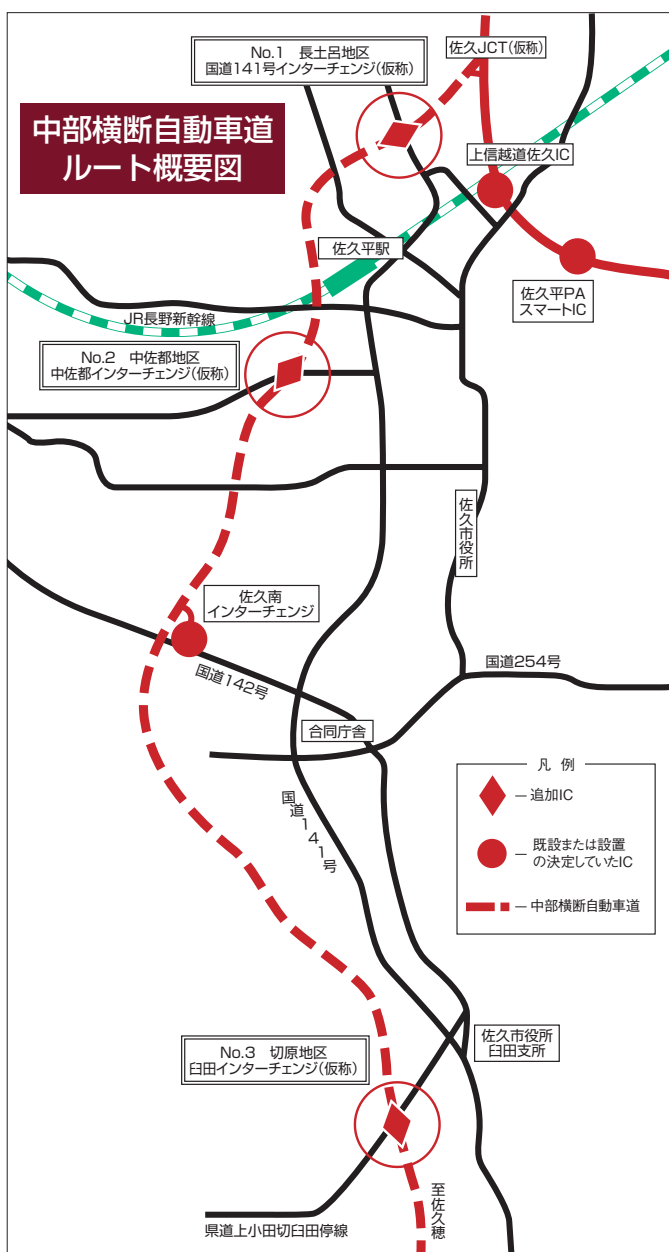 No.1 長土呂地区
国道141号インターチェンジ(仮称)
佐久JCT(仮称)
中部横断自動車道
ルート概要図
上信越道佐久IC
佐久平駅
佐久平PA
スマートIC
JR長野新幹線
No.2 中佐都地区
中佐都インターチェンジ(仮称)
佐久市役所
佐久南
インターチェンジ
国道142号
国道254号
合同庁舎
国道141号
凡 例
追加IC
既設または設置
の決定していたIC
中部横断自動車道
佐久市役所
臼田支所
No.3 切原地区
臼田インターチェンジ(仮称)
至佐久穂
県道上小田切臼田停線